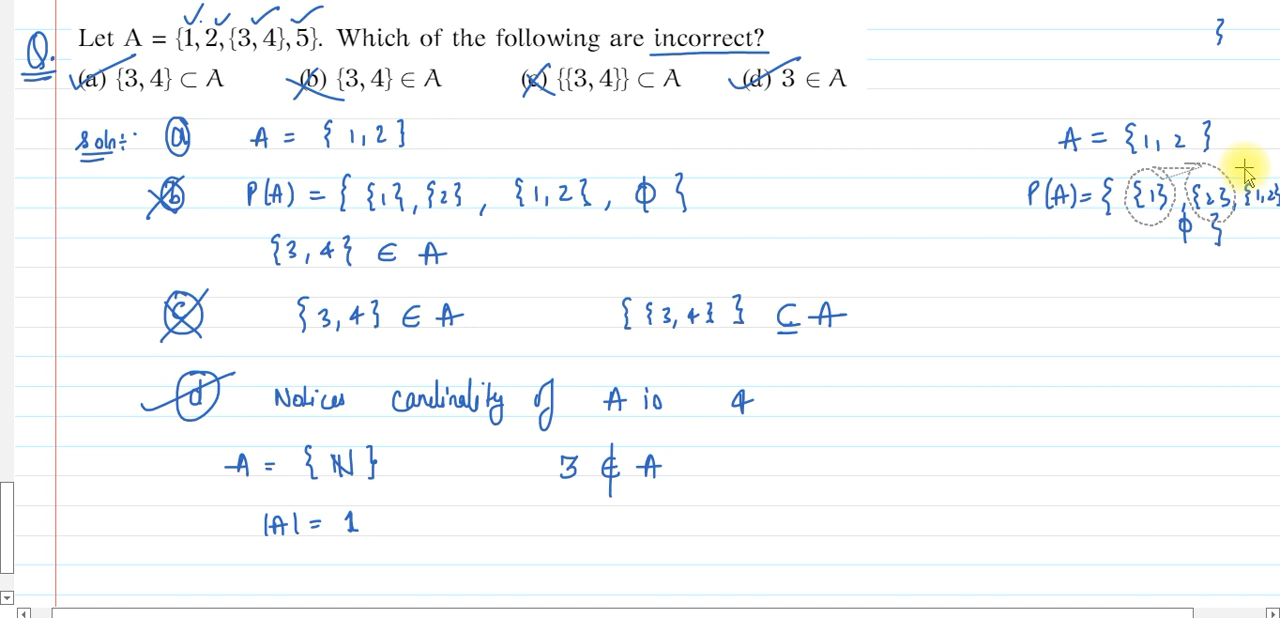 Q. Let A = {1, 2, {3, 4}, 5}. Which of the following are incorrect?
(a) {3, 4} ⊂ A (b) {3, 4} ∈ A (c) {{3, 4}} ⊂ A (d) 3 ∈ A
}
Soln:- (a) A = { 1, 2 }
A = { 1, 2 }
(b) P(A) = { {1}, {2}, {1, 2}, ϕ }
P(A) = { {1}, {2}, {1, 2}
ϕ }
{3, 4} ∈ A
(c) {3, 4} ∈ A { {3, 4} } ⊆ A
(d) Notices cardinality of A is 4
A = { ℕ } 3 ∉ A
|A| = 1